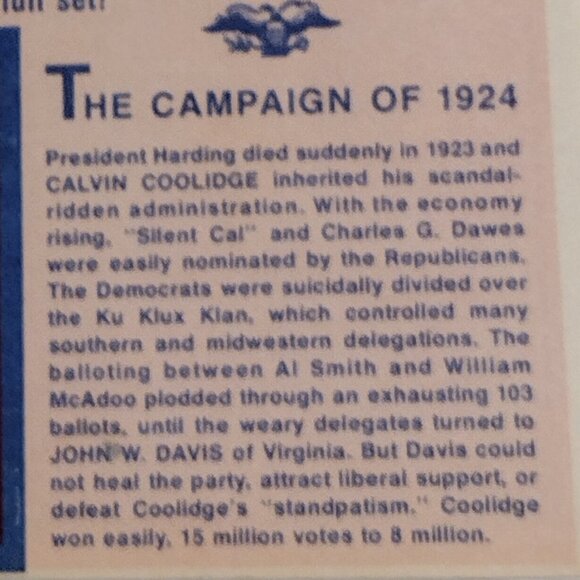 full set!
THE CAMPAIGN OF 1924
President Harding died suddenly in 1923 and
CALVIN COOLIDGE inherited his scandal-
ridden administration. With the economy
rising, "Silent Cal" and Charles G. Dawes
were easily nominated by the Republicans.
The Democrats were suicidally divided over
the Ku Klux Klan, which controlled many
southern and midwestern delegations. The
balloting between Al Smith and William
McAdoo plodded through an exhausting 103
ballots, until the weary delegates turned to
JOHN W. DAVIS of Virginia. But Davis could
not heal the party, attract liberal support, or
defeat Coolidge's "standpatism." Coolidge
won easily, 15 million votes to 8 million.